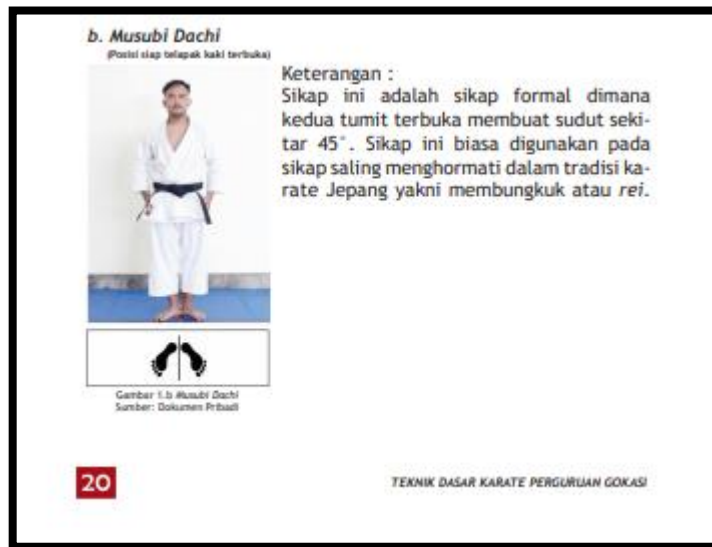 b. Musubi Dachi
(Posisi siap telapak kaki terbuka)
Keterangan :
Sikap ini adalah sikap formal dimana
kedua tumit terbuka membuat sudut seki-
tar 45°. Sikap ini biasa digunakan pada
sikap saling menghormati dalam tradisi ka-
rate Jepang yakni membungkuk atau rei.
Gambar 1.b Musubi Dachi
Sumber: Dokumen Pribadi
20
TEKNIK DASAR KARATE PERGURUAN GOKASI